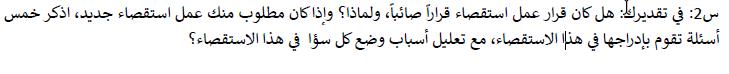 س2: في تقديرك: هل كان قرار عمل استقصاء قراراً صائباً، ولماذا؟ وإذا كان مطلوب منك عمل استقصاء جديد، اذكر خمس
أسئلة تقوم بإدراجها في هذا الاستقصاء، مع تعليل أسباب وضع كل سؤا في هذا الاستقصاء؟